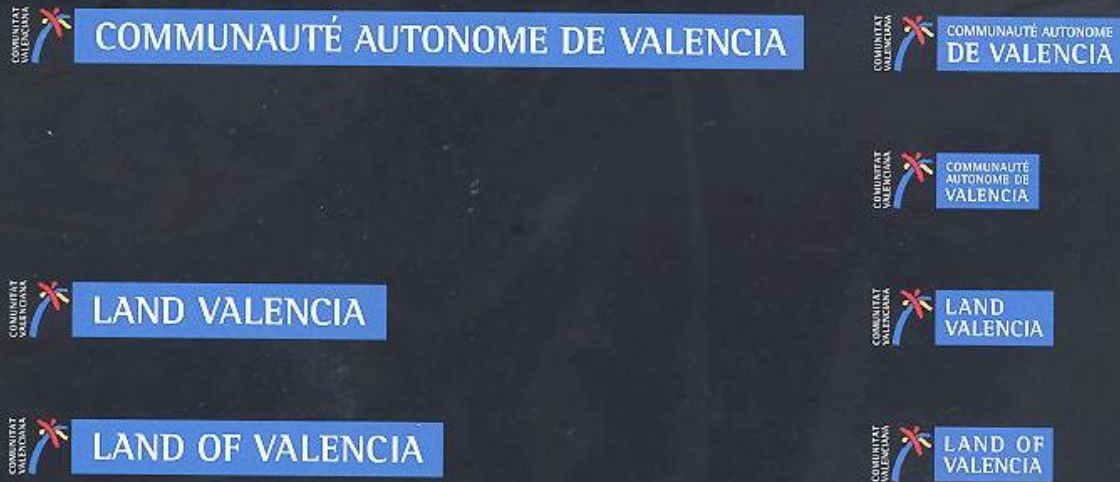 COMUNITAT
VALENCIANA
COMMUNAUTÉ AUTONOME DE VALENCIA
COMUNITAT
VALENCIANA
COMMUNAUTÉ AUTONOME
DE VALENCIA
COMUNITAT
VALENCIANA
COMMUNAUTÉ
AUTONOME DE
VALENCIA
COMUNITAT
VALENCIANA
LAND VALENCIA
COMUNITAT
VALENCIANA
LAND
VALENCIA
COMUNITAT
VALENCIANA
LAND OF VALENCIA
COMUNITAT
VALENCIANA
LAND OF
VALENCIA